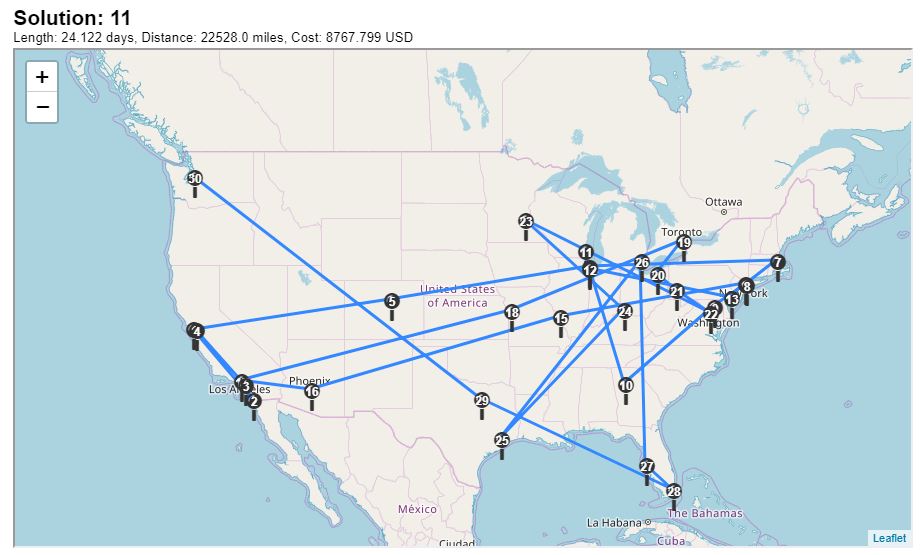 Solution: 11
Length: 24.122 days, Distance: 22528.0 miles, Cost: 8767.799 USD
+
−
30
Ottawa
23
Toronto
19
11
26
7
12
20
5
United States
of America
21
8
New York
13
18
24
15
22
Washington
4
Phoenix
Los Angeles
3
16
10
2
29
25
27
28
México
La Habana
The Bahamas
Cuba
Ciudad
Leaflet